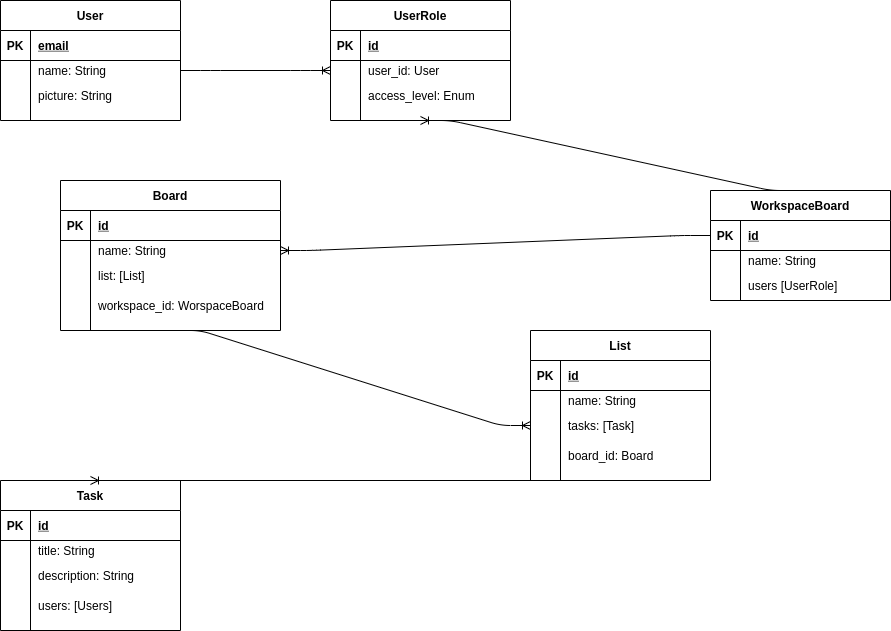 User
PK email
name: String
picture: String
UserRole
PK id
user_id: User
access_level: Enum
Board
PK id
name: String
list: [List]
workspace_id: WorspaceBoard
WorkspaceBoard
PK id
name: String
users [UserRole]
List
PK id
name: String
tasks: [Task]
board_id: Board
Task
PK id
title: String
description: String
users: [Users]